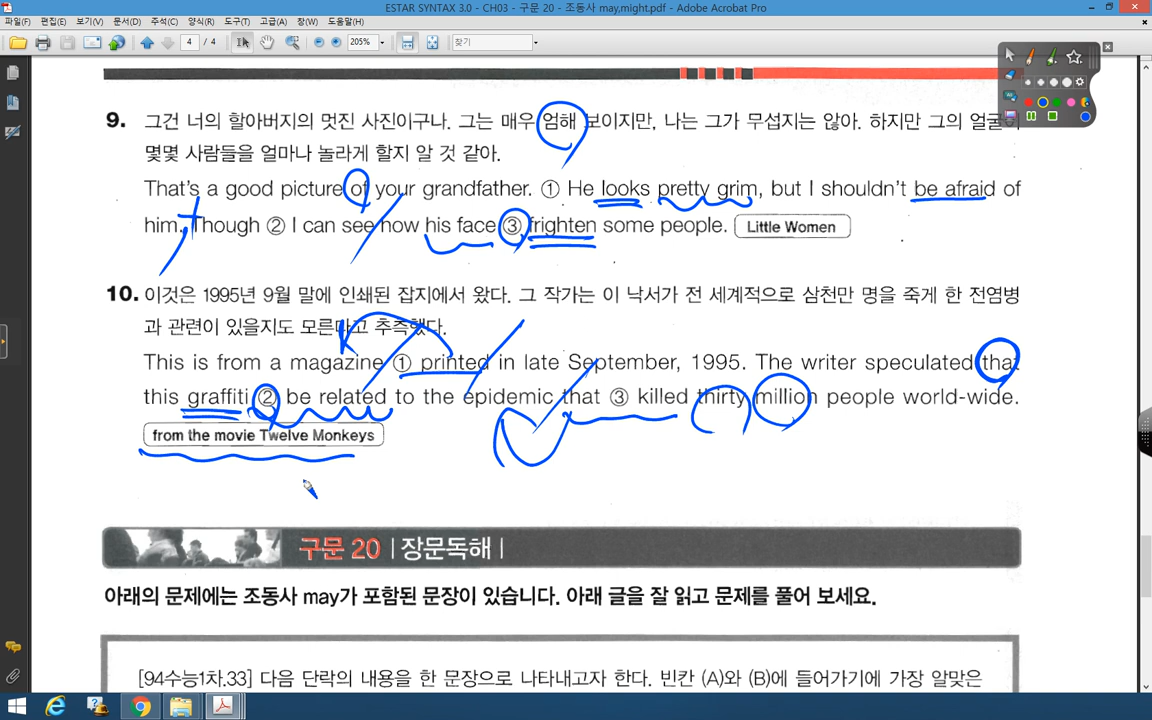 ESTAR SYNTAX 3.0 - CH03 - 구문 20 - 조동사 may,might.pdf - Adobe Acrobat Pro
파일(F) 편집(E) 보기(V) 문서(D) 주석(C) 양식(R) 도구(T) 고급(A) 창(W) 도움말(H)
4 / 4 205% 찾기
9. 그건 너의 할아버지의 멋진 사진이구나. 그는 매우 엄해 보이지만, 나는 그가 무섭지는 않아. 하지만 그의 얼굴이
몇몇 사람들을 얼마나 놀라게 할지 알 것 같아.
That's a good picture of your grandfather. ① He looks pretty grim, but I shouldn't be afraid of
him. Though ② I can see how his face ③ frighten some people. Little Women
10. 이것은 1995년 9월 말에 인쇄된 잡지에서 왔다. 그 작가는 이 낙서가 전 세계적으로 삼천만 명을 죽게 한 전염병
과 관련이 있을지도 모른다고 추측했다.
This is from a magazine ① printed in late September, 1995. The writer speculated that
this graffiti ② be related to the epidemic that ③ killed thirty million people world-wide.
from the movie Twelve Monkeys
구문 20 | 장문독해 |
아래의 문제에는 조동사 may가 포함된 문장이 있습니다. 아래 글을 잘 읽고 문제를 풀어 보세요.
[94수능1차.33] 다음 단락의 내용을 한 문장으로 나타내고자 한다. 빈칸 (A)와 (B)에 들어가기에 가장 알맞은